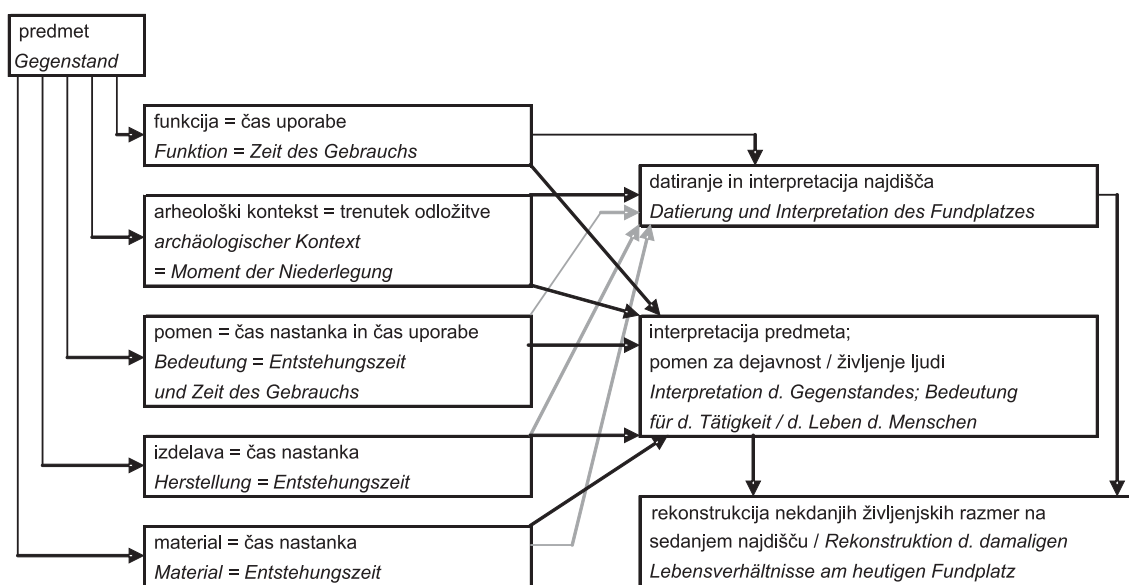 predmet
Gegenstand
funkcija = čas uporabe
Funktion = Zeit des Gebrauchs
arheološki kontekst = trenutek odložitve
archäologischer Kontext
= Moment der Niederlegung
pomen = čas nastanka in čas uporabe
Bedeutung = Entstehungszeit
und Zeit des Gebrauchs
izdelava = čas nastanka
Herstellung = Entstehungszeit
material = čas nastanka
Material = Entstehungszeit
datiranje in interpretacija najdišča
Datierung und Interpretation des Fundplatzes
interpretacija predmeta;
pomen za dejavnost / življenje ljudi
Interpretation d. Gegenstandes; Bedeutung
für d. Tätigkeit / d. Leben d. Menschen
rekonstrukcija nekdanjih življenjskih razmer na
sedanjem najdišču / Rekonstruktion d. damaligen
Lebensverhältnisse am heutigen Fundplatz